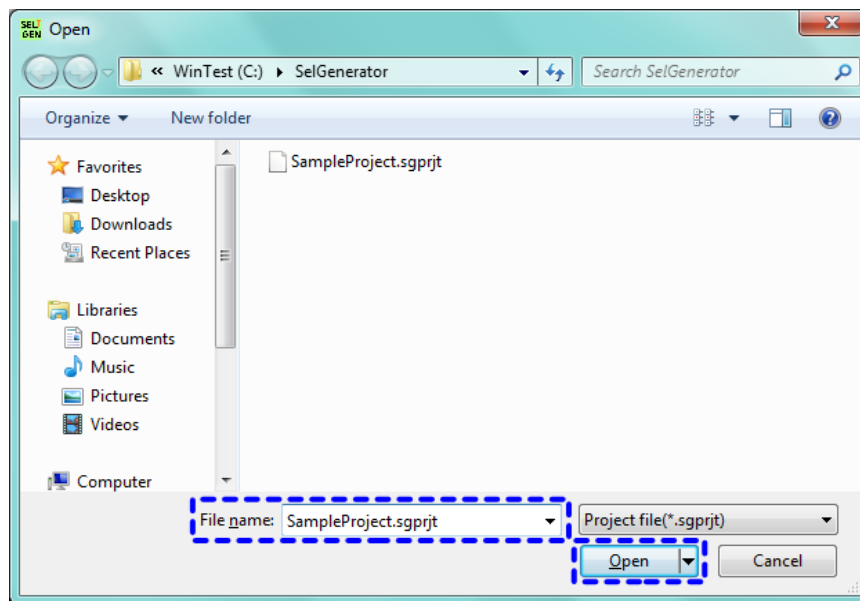 SEL
GEN
Open
« WinTest (C:) SelGenerator
Search SelGenerator
Organize
New folder
Favorites
Desktop
Downloads
Recent Places
Libraries
Documents
Music
Pictures
Videos
Computer
SampleProject.sgprjt
File name: SampleProject.sgprjt
Project file(*.sgprjt)
Open
Cancel